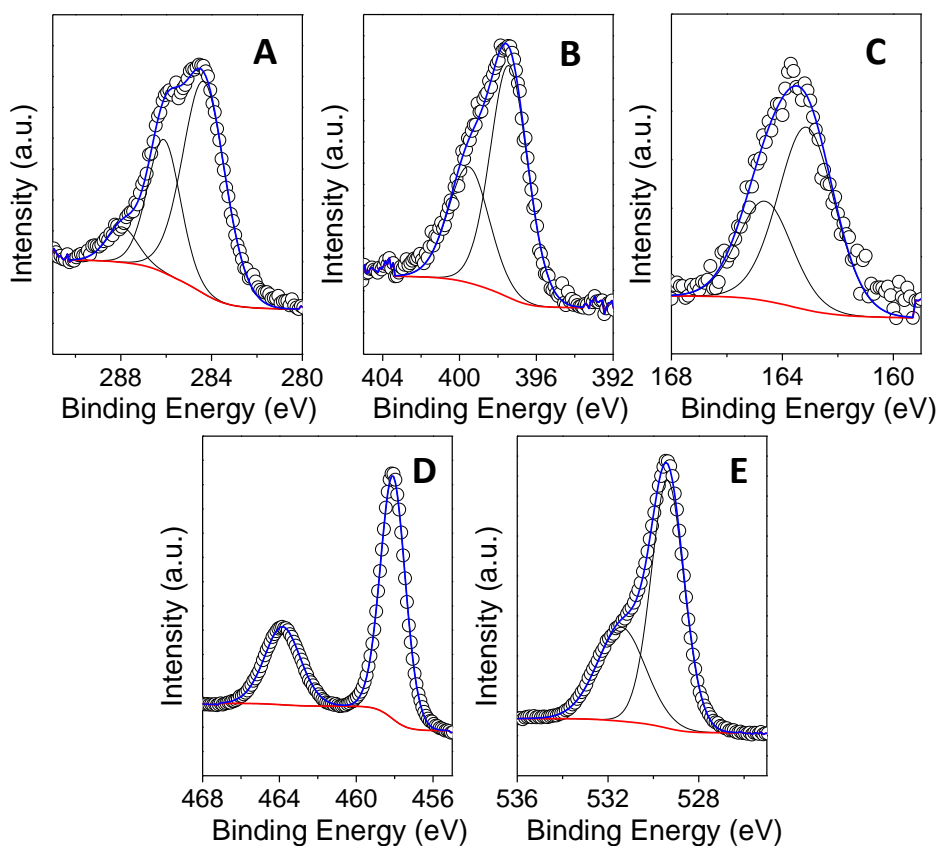 A
B
C
Intensity (a.u.)
Intensity (a.u.)
Intensity (a.u.)
288 284 280
404 400 396 392
168 164 160
Binding Energy (eV)
Binding Energy (eV)
Binding Energy (eV)
D
E
Intensity (a.u.)
Intensity (a.u.)
468 464 460 456
536 532 528
Binding Energy (eV)
Binding Energy (eV)